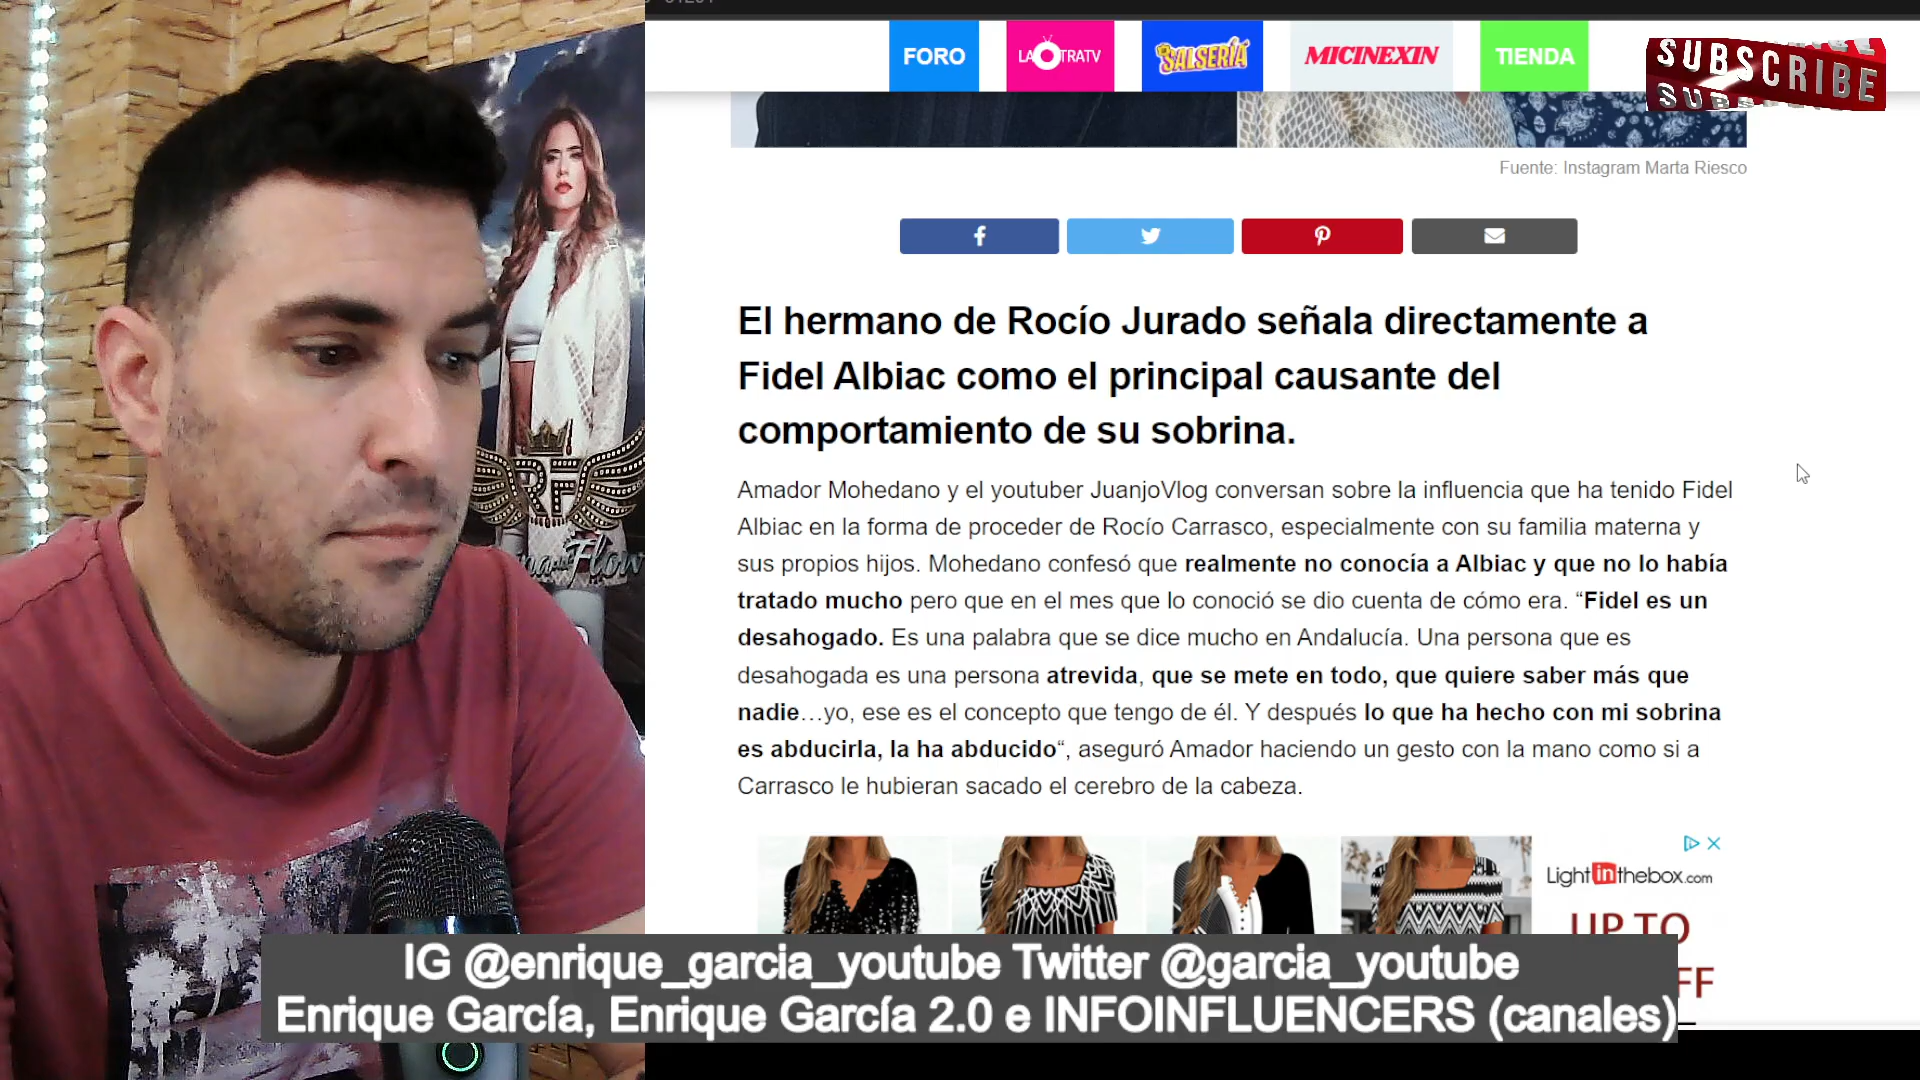 FORO
LA OTRATV
SALSERÍA
MICINEXIN
TIENDA
SUBSCRIBE
Fuente: Instagram Marta Riesco
El hermano de Rocío Jurado señala directamente a
Fidel Albiac como el principal causante del
comportamiento de su sobrina.
Amador Mohedano y el youtuber JuanjoVlog conversan sobre la influencia que ha tenido Fidel
Albiac en la forma de proceder de Rocío Carrasco, especialmente con su familia materna y
sus propios hijos. Mohedano confesó que realmente no conocía a Albiac y que no lo había
tratado mucho pero que en el mes que lo conoció se dio cuenta de cómo era. “Fidel es un
desahogado. Es una palabra que se dice mucho en Andalucía. Una persona que es
desahogada es una persona atrevida, que se mete en todo, que quiere saber más que
nadie…yo, ese es el concepto que tengo de él. Y después lo que ha hecho con mi sobrina
es abducirla, la ha abducido“, aseguró Amador haciendo un gesto con la mano como si a
Carrasco le hubieran sacado el cerebro de la cabeza.
RF
Flow
Lightinthebox.com
UP TO
FF
IG @enrique_garcia_youtube Twitter @garcia_youtube
Enrique García, Enrique García 2.0 e INFOINFLUENCERS (canales)